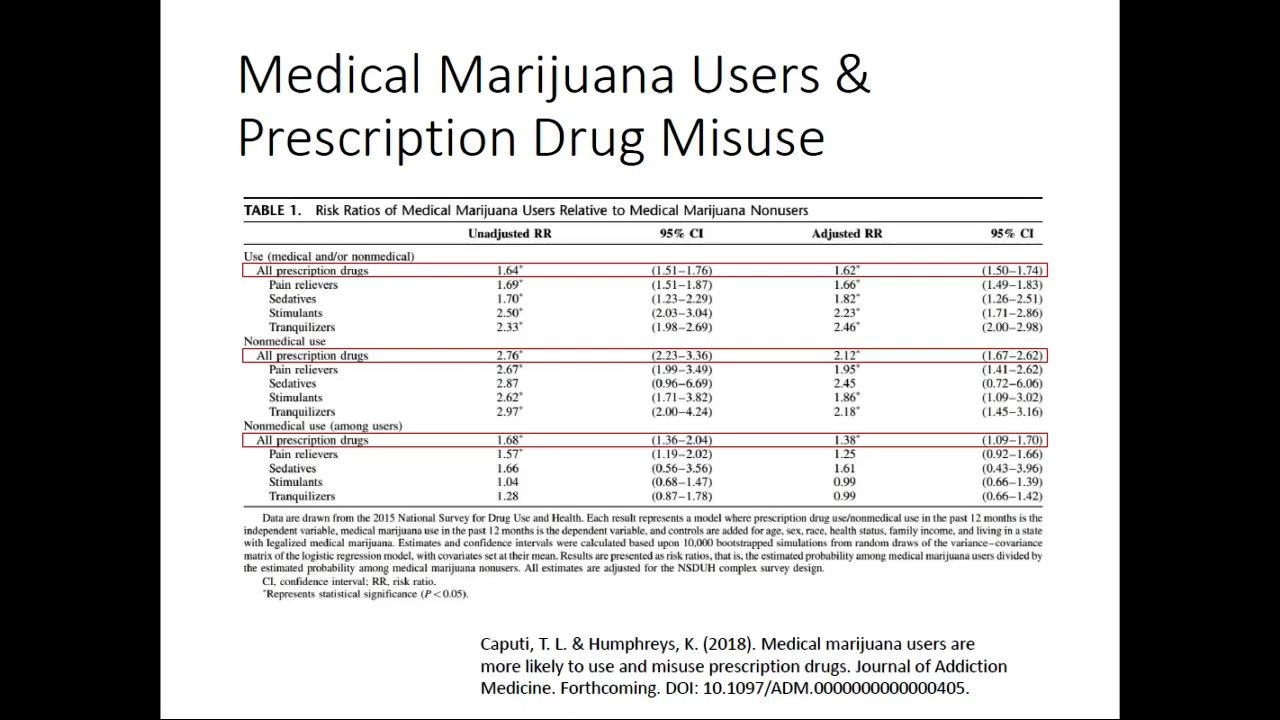 Medical Marijuana Users &
Prescription Drug Misuse
TABLE 1. Risk Ratios of Medical Marijuana Users Relative to Medical Marijuana Nonusers
Unadjusted RR 95% CI Adjusted RR 95% CI
Use (medical and/or nonmedical)
All prescription drugs 1.64* (1.51–1.76) 1.62* (1.50–1.74)
Pain relievers 1.69* (1.51–1.87) 1.66* (1.49–1.83)
Sedatives 1.70* (1.23–2.29) 1.82* (1.26–2.51)
Stimulants 2.50* (2.03–3.04) 2.23* (1.71–2.86)
Tranquilizers 2.33* (1.98–2.69) 2.46* (2.00–2.98)
Nonmedical use
All prescription drugs 2.76* (2.23–3.36) 2.12* (1.67–2.62)
Pain relievers 2.67* (1.99–3.49) 1.95* (1.41–2.62)
Sedatives 2.87 (0.96–6.69) 2.45 (0.72–6.06)
Stimulants 2.62* (1.71–3.82) 1.86* (1.09–3.02)
Tranquilizers 2.97* (2.00–4.24) 2.18* (1.45–3.16)
Nonmedical use (among users)
All prescription drugs 1.68* (1.36–2.04) 1.38* (1.09–1.70)
Pain relievers 1.57* (1.19–2.02) 1.25 (0.92–1.66)
Sedatives 1.66 (0.56–3.56) 1.61 (0.43–3.96)
Stimulants 1.04 (0.68–1.47) 0.99 (0.66–1.39)
Tranquilizers 1.28 (0.87–1.78) 0.99 (0.66–1.42)
Data are drawn from the 2015 National Survey for Drug Use and Health. Each result represents a model where prescription drug use/nonmedical use in the past 12 months is the
independent variable, medical marijuana use in the past 12 months is the dependent variable, and controls are added for age, sex, race, health status, family income, and living in a state
with legalized medical marijuana. Estimates and confidence intervals were calculated based upon 10,000 bootstrapped simulations from random draws of the variance–covariance
matrix of the logistic regression model, with covariates set at their mean. Results are presented as risk ratios, that is, the estimated probability among medical marijuana users divided by
the estimated probability among medical marijuana nonusers. All estimates are adjusted for the NSDUH complex survey design.
CI, confidence interval; RR, risk ratio.
*Represents statistical significance (P < 0.05).
Caputi, T. L. & Humphreys, K. (2018). Medical marijuana users are
more likely to use and misuse prescription drugs. Journal of Addiction
Medicine. Forthcoming. DOI: 10.1097/ADM.0000000000000405.